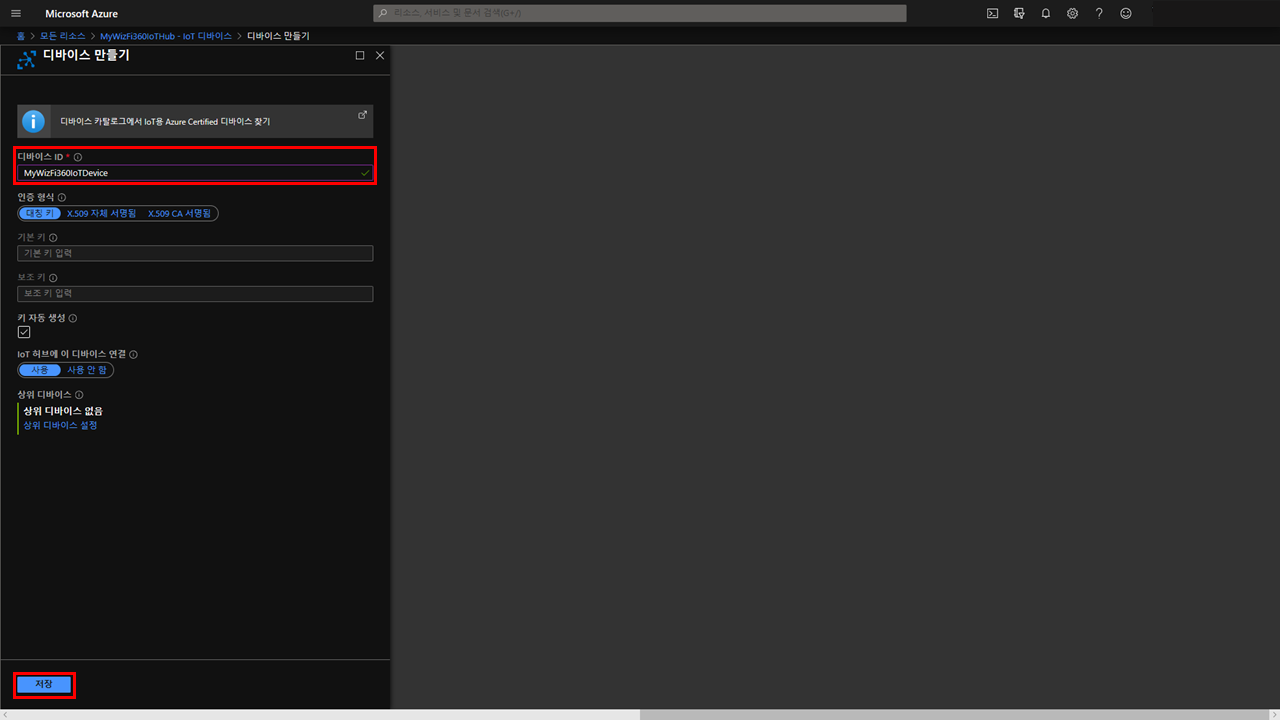 Microsoft Azure
리소스, 서비스 및 문서 검색(G+/)
홈 > 모든 리소스 > MyWizFi360IoTHub - IoT 디바이스 > 디바이스 만들기
디바이스 만들기
디바이스 카탈로그에서 IoT용 Azure Certified 디바이스 찾기
디바이스 ID *
MyWizFi360IoTDevice
인증 형식
대칭 키 X.509 자체 서명됨 X.509 CA 서명됨
기본 키
기본 키 입력
보조 키
보조 키 입력
키 자동 생성
IoT 허브에 이 디바이스 연결
사용 사용 안 함
상위 디바이스
상위 디바이스 없음
상위 디바이스 설정
저장